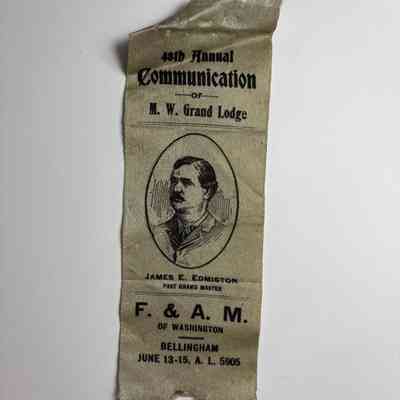 48th Annual
Communication
OF
M. W. Grand Lodge
JAMES E. EDMISTON
PAST GRAND MASTER
F. & A. M.
OF WASHINGTON
BELLINGHAM
JUNE 13-15, A. L. 5905